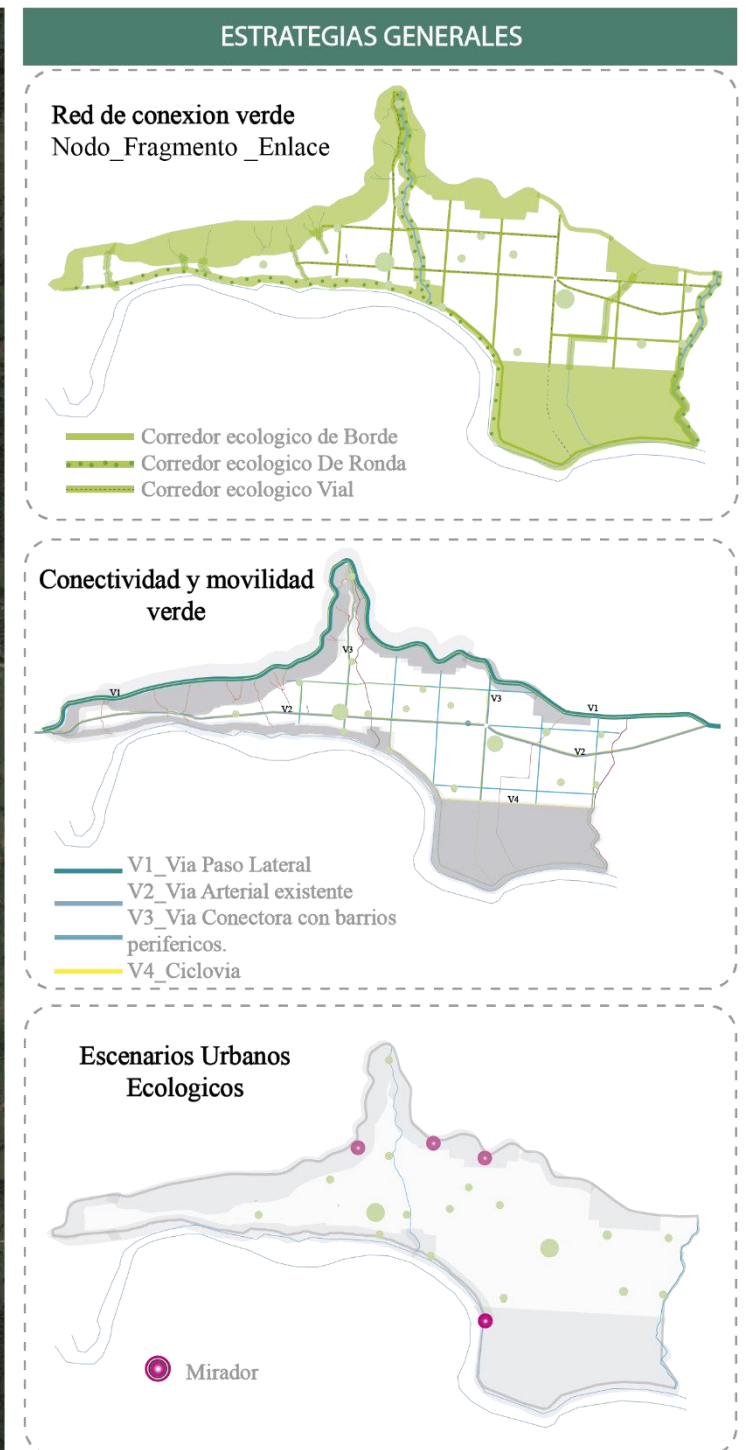 ESTRATEGIAS GENERALES
Red de conexion verde
Nodo_Fragmento _Enlace
Corredor ecologico de Borde
Corredor ecologico De Ronda
Corredor ecologico Vial
Conectividad y movilidad
verde
V3
V1
V2
V3
V1
V2
V4
V1_Via Paso Lateral
V2_Via Arterial existente
V3_Via Conectora con barrios
perifericos.
V4_Ciclovia
Escenarios Urbanos
Ecologicos
Mirador